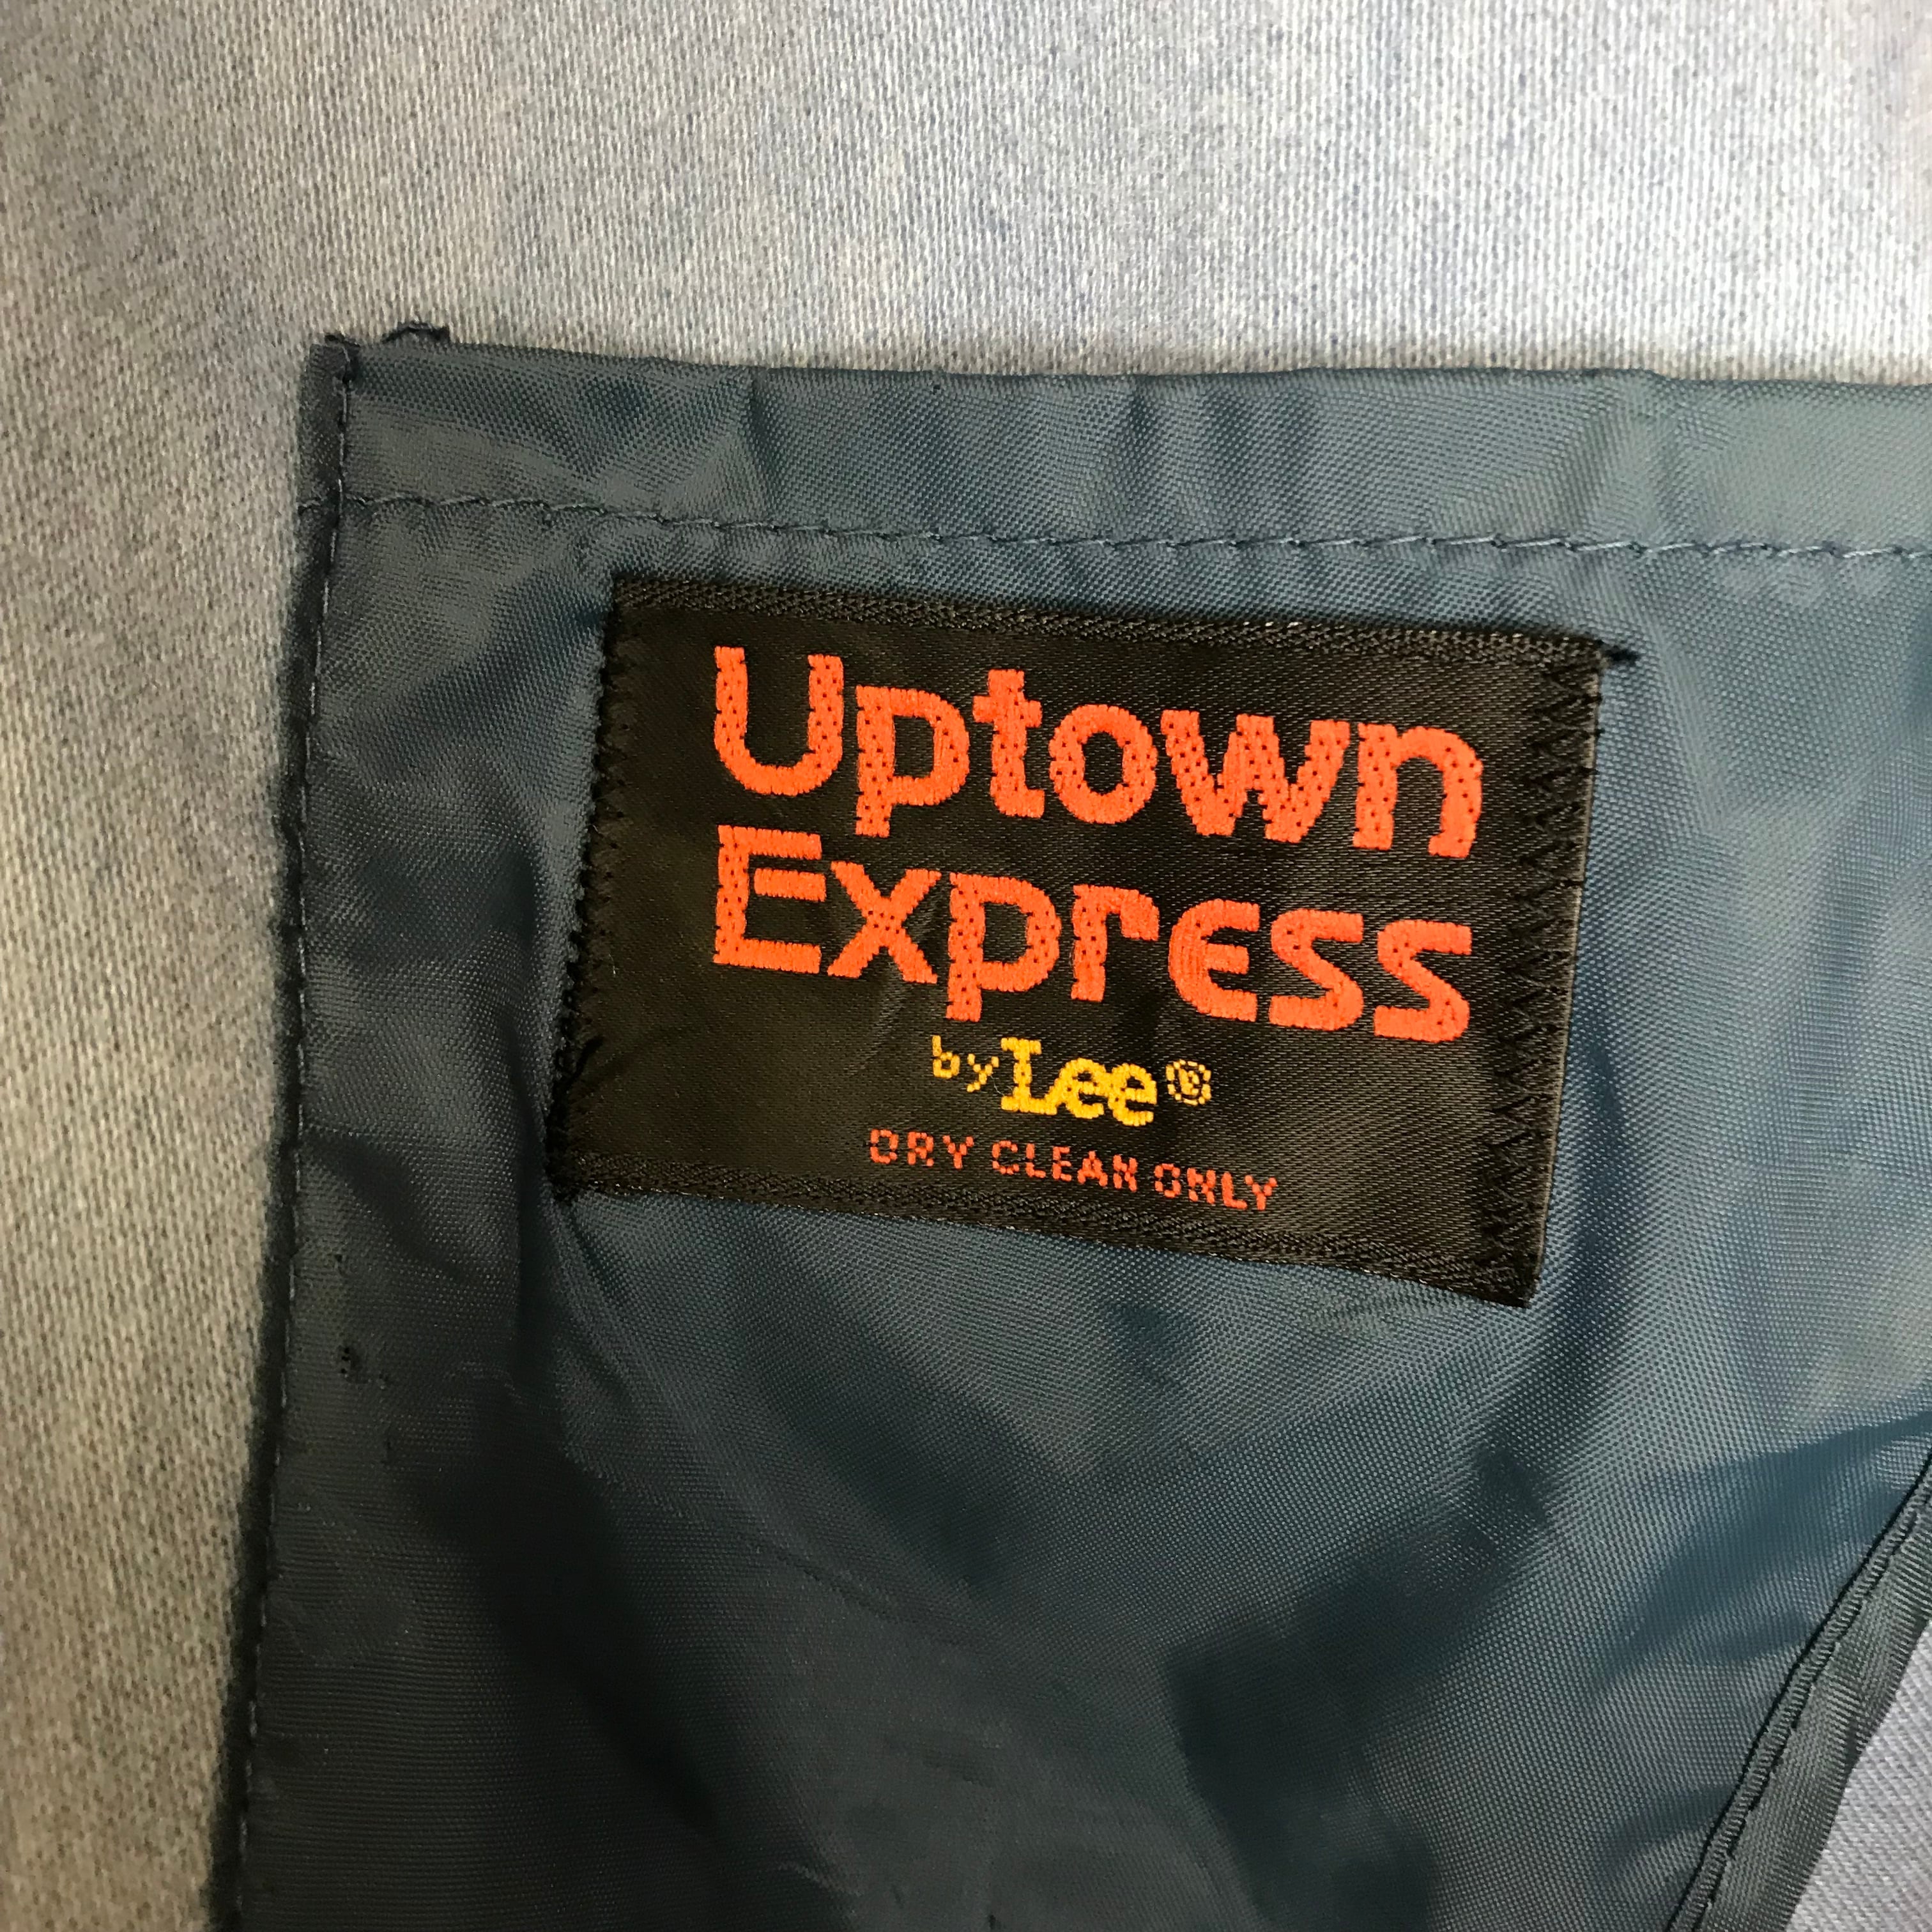 Uptown
Express
by Lee®
DRY CLEAN ONLY